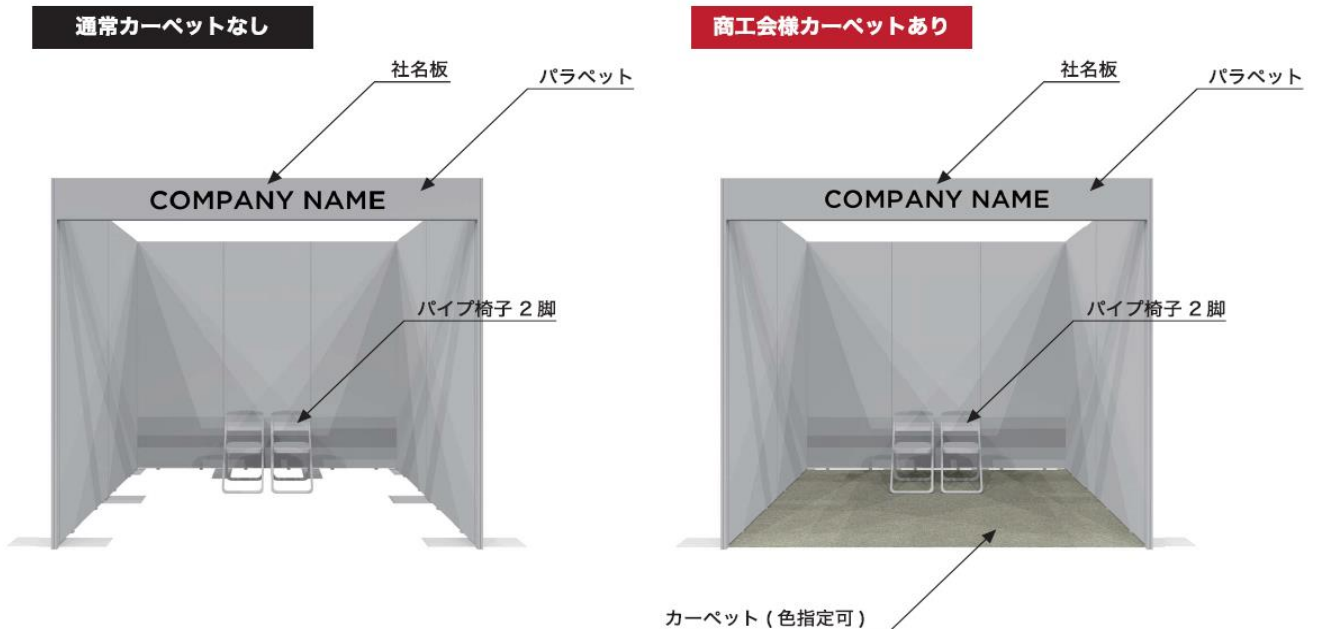 通常カーペットなし
社名板
パラペット
COMPANY NAME
パイプ椅子 2 脚
商工会様カーペットあり
社名板
パラペット
COMPANY NAME
パイプ椅子 2 脚
カーペット ( 色指定可 )